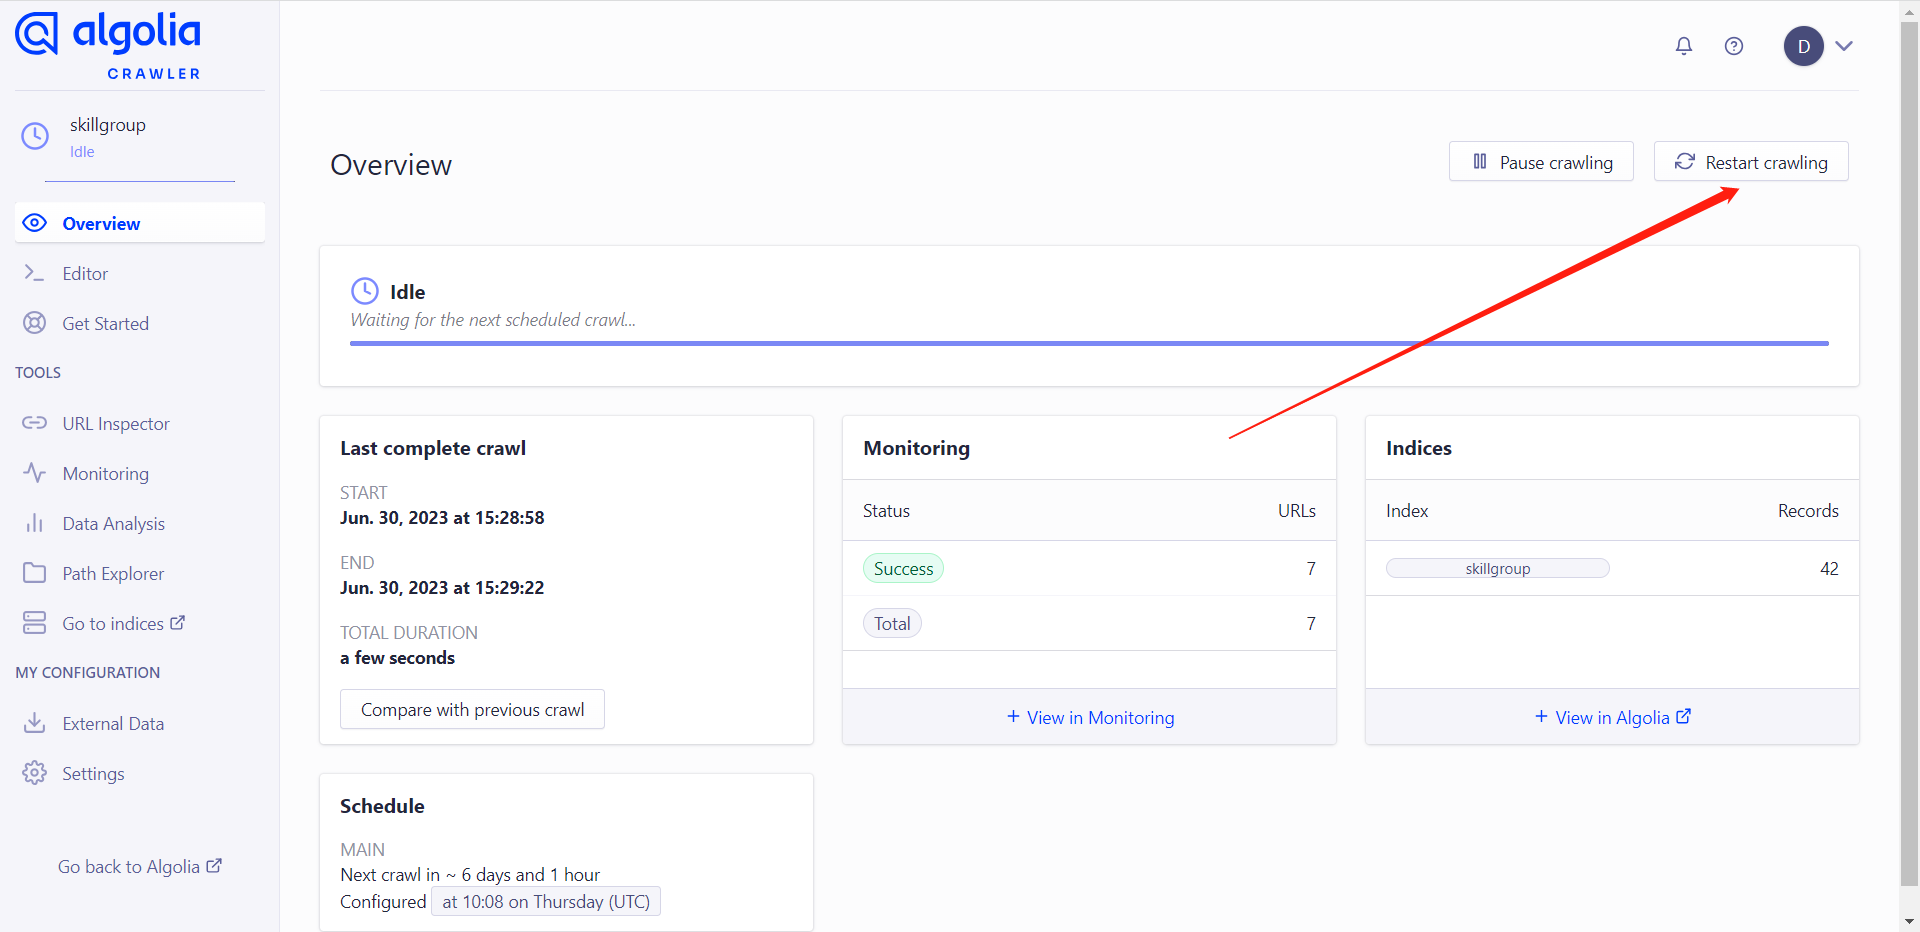 algolia
CRAWLER
skillgroup
Idle
Overview
Editor
Get Started
TOOLS
URL Inspector
Monitoring
Data Analysis
Path Explorer
Go to indices
MY CONFIGURATION
External Data
Settings
Go back to Algolia
D
Overview
Pause crawling
Restart crawling
Idle
Waiting for the next scheduled crawl...
Last complete crawl
START
Jun. 30, 2023 at 15:28:58
END
Jun. 30, 2023 at 15:29:22
TOTAL DURATION
a few seconds
Compare with previous crawl
Monitoring
Status URLs
Success 7
Total 7
+ View in Monitoring
Indices
Index Records
skillgroup 42
+ View in Algolia
Schedule
MAIN
Next crawl in ~ 6 days and 1 hour
Configured at 10:08 on Thursday (UTC)